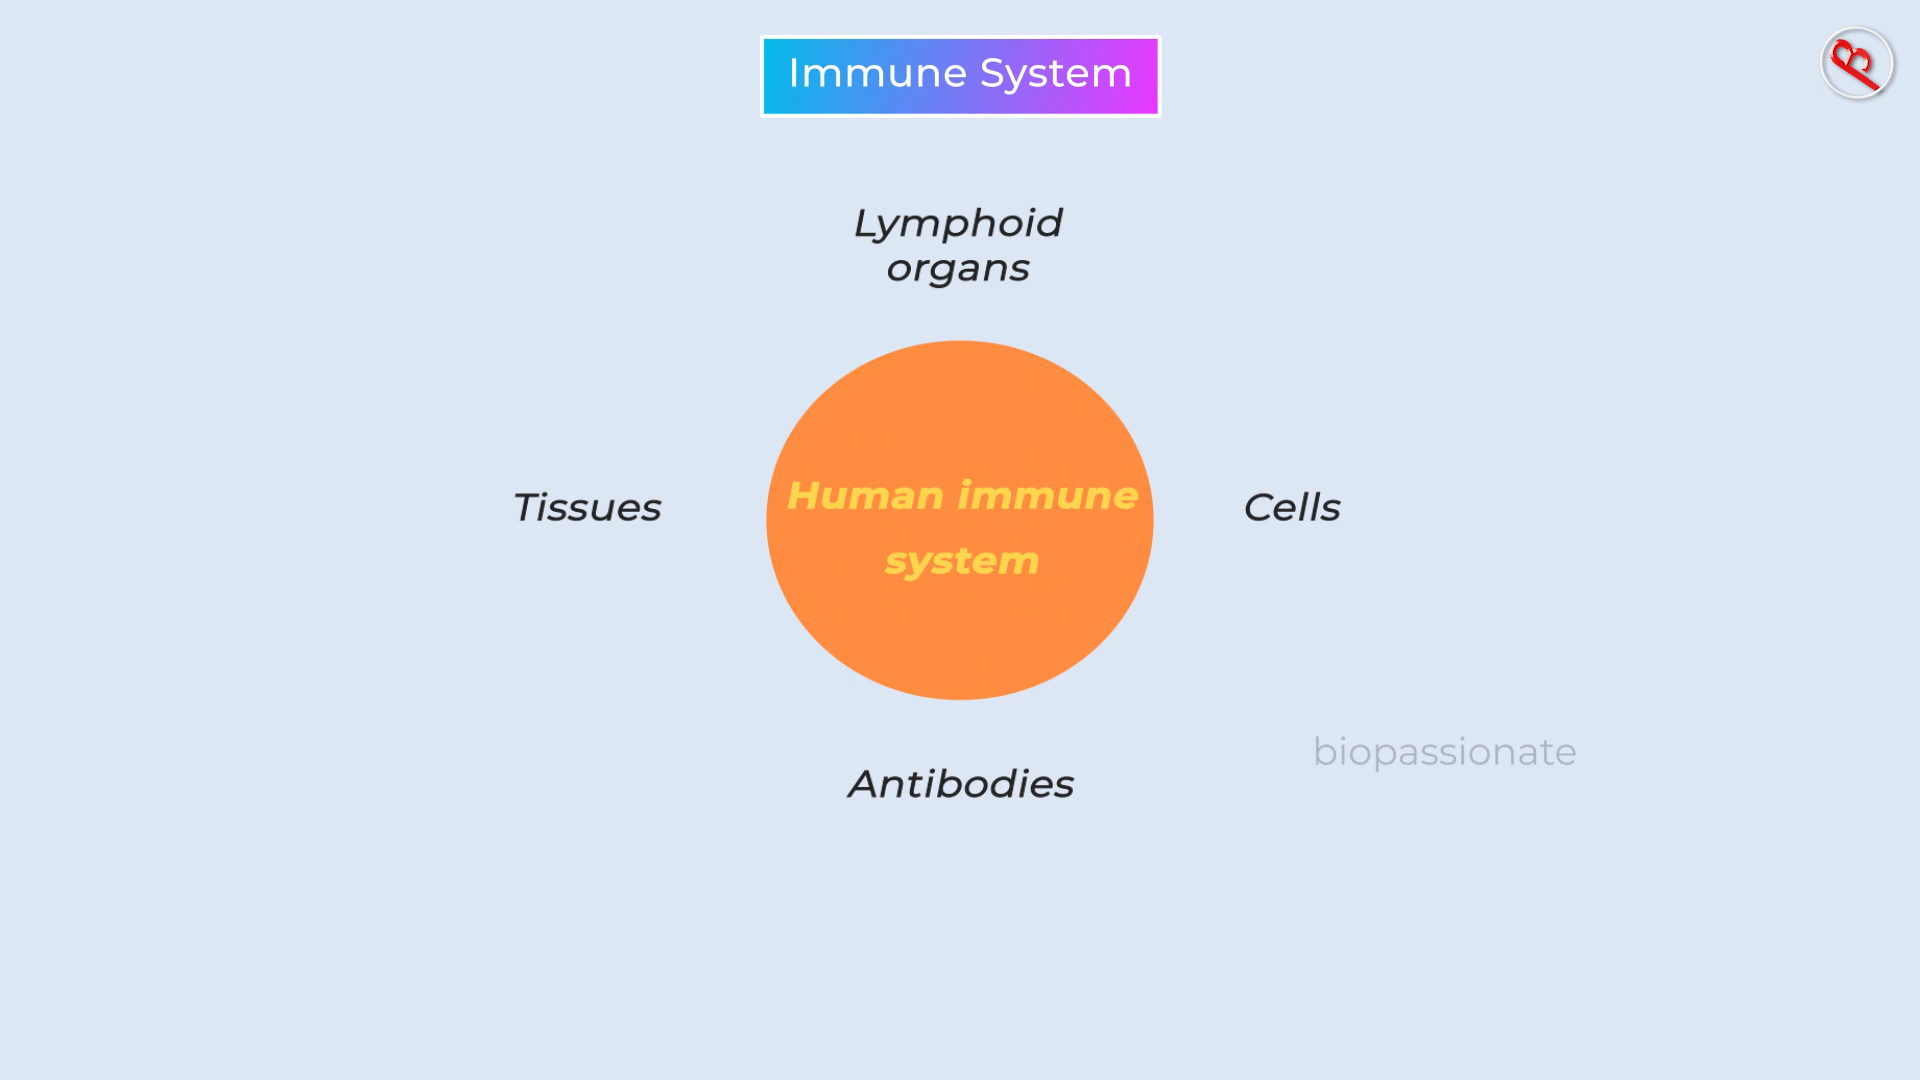 Immune System
Lymphoid
organs
Tissues
Human immune
system
Cells
Antibodies
biopassionate